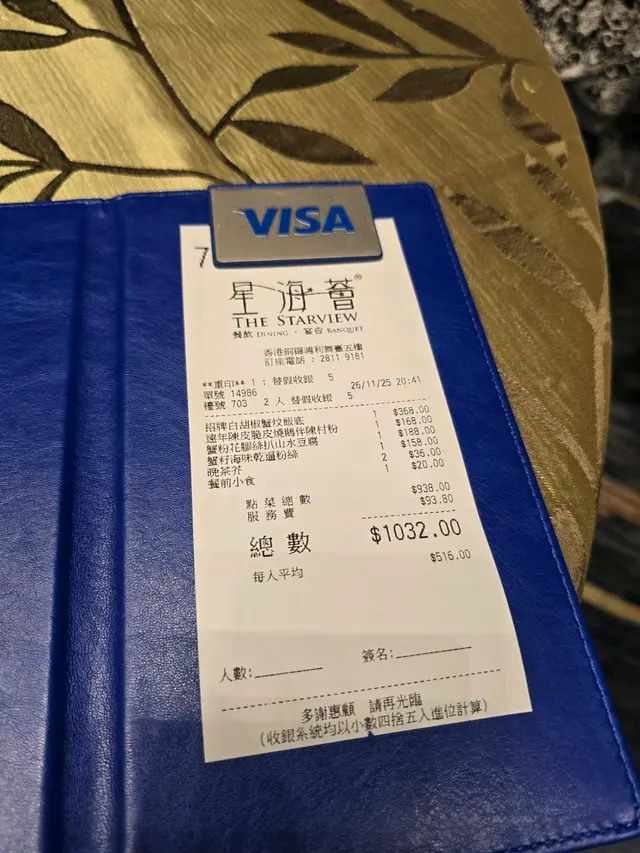 VISA
7
星海薈®
THE STARVIEW
餐飲 DINING · 宴會 BANQUET
香港銅鑼灣利舞臺五樓
訂座電話 : 2811 9181
**重印** 1 : 替假收銀 5 26/11/25 20:41
單號 14986
檯號 703 2 人 替假收銀 5
招牌白胡椒蟹炆飯底 1 $368.00
遠年陳皮脆皮燒鵝伴陳村粉 1 $168.00
蟹粉花膠絲扒山水豆腐 1 $188.00
蟹籽海味乾逼粉絲 1 $158.00
晚茶芥 2 $36.00
餐前小食 1 $20.00
點菜總數 $938.00
服務費 $93.80
總數 $1032.00
每人平均 $516.00
人數:________ 簽名:__________
多謝惠顧 請再光臨
(收銀系統均以小數四捨五入進位計算)